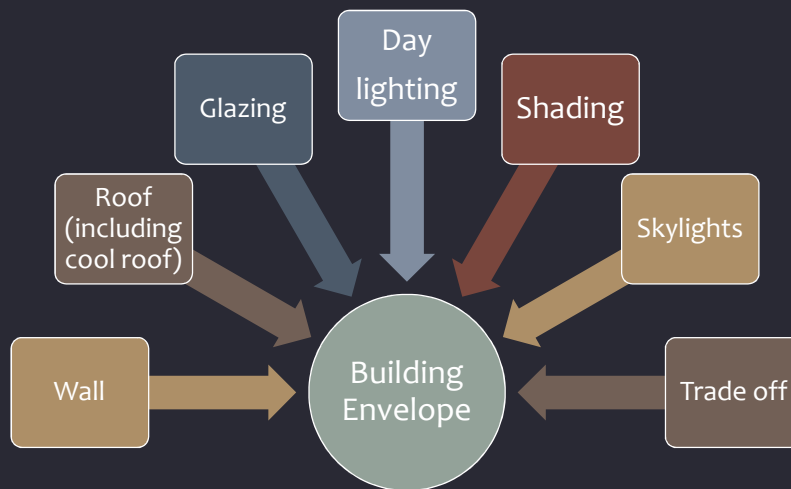 Day
lighting
Glazing
Shading
Roof
(including
cool roof)
Skylights
Wall
Building
Envelope
Trade off